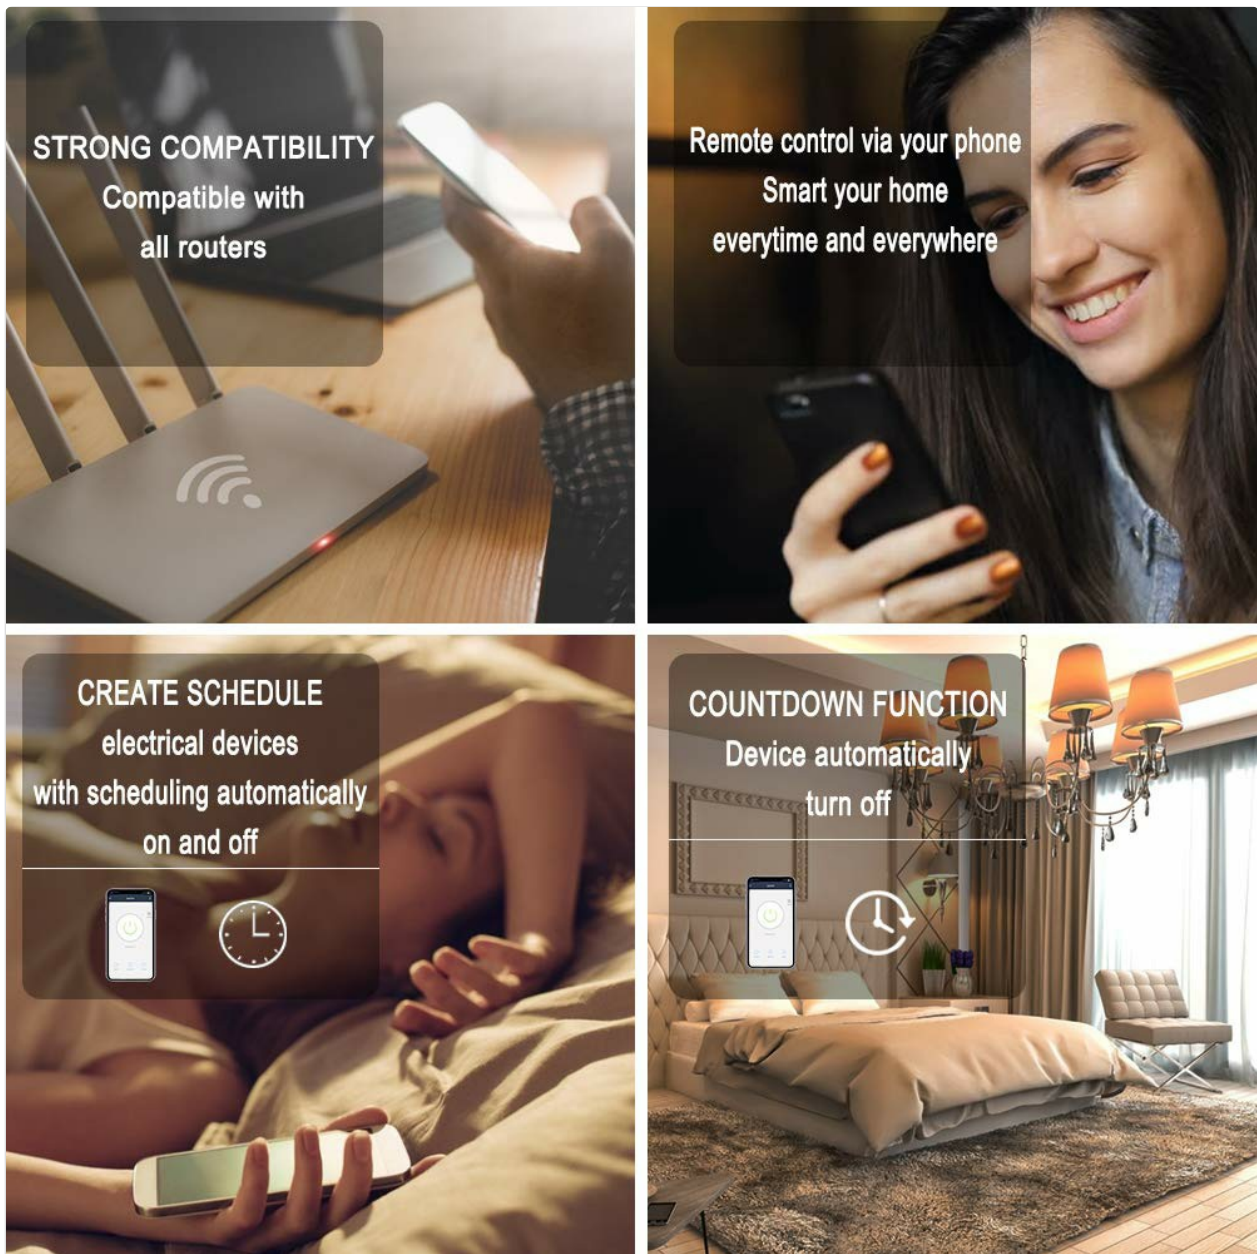 STRONG COMPATIBILITY
Compatible with
all routers
Remote control via your phone
Smart your home
everytime and everywhere
CREATE SCHEDULE
electrical devices
with scheduling automatically
on and off
COUNTDOWN FUNCTION
Device automatically
turn off